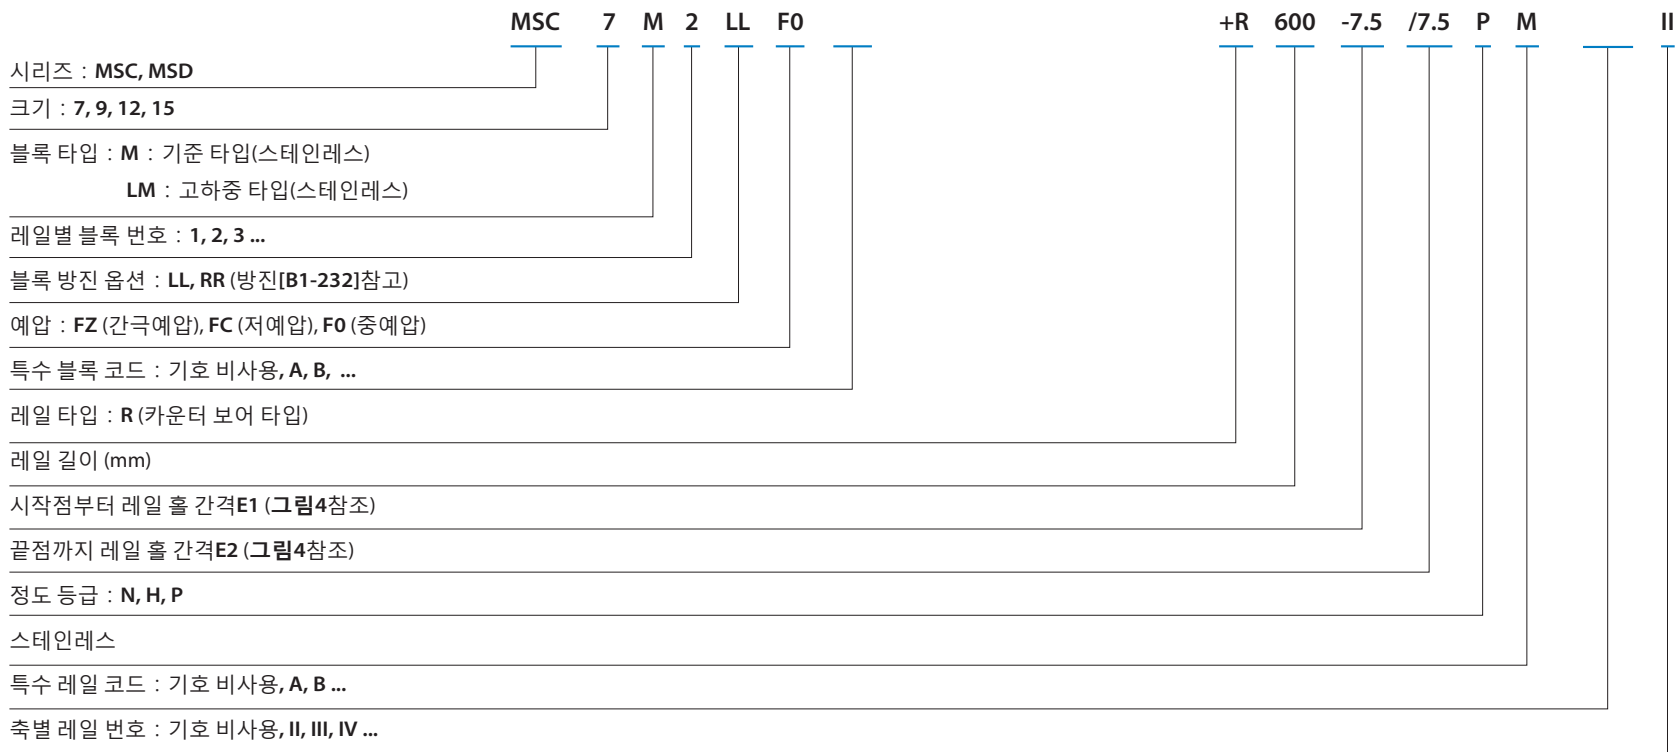 MSC 7 M 2 LL F0 +R 600 -7.5 /7.5 P M II
시리즈 : MSC, MSD
크기 : 7, 9, 12, 15
블록 타입 : M : 기준 타입(스테인레스)
LM : 고하중 타입(스테인레스)
레일별 블록 번호 : 1, 2, 3 ...
블록 방진 옵션 : LL, RR (방진[B1-232]참고)
예압 : FZ (간극예압), FC (저예압), F0 (중예압)
특수 블록 코드 : 기호 비사용, A, B, ...
레일 타입 : R (카운터 보어 타입)
레일 길이 (mm)
시작점부터 레일 홀 간격E1 (그림4참조)
끝점까지 레일 홀 간격E2 (그림4참조)
정도 등급 : N, H, P
스테인레스
특수 레일 코드 : 기호 비사용, A, B ...
축별 레일 번호 : 기호 비사용, II, III, IV ...